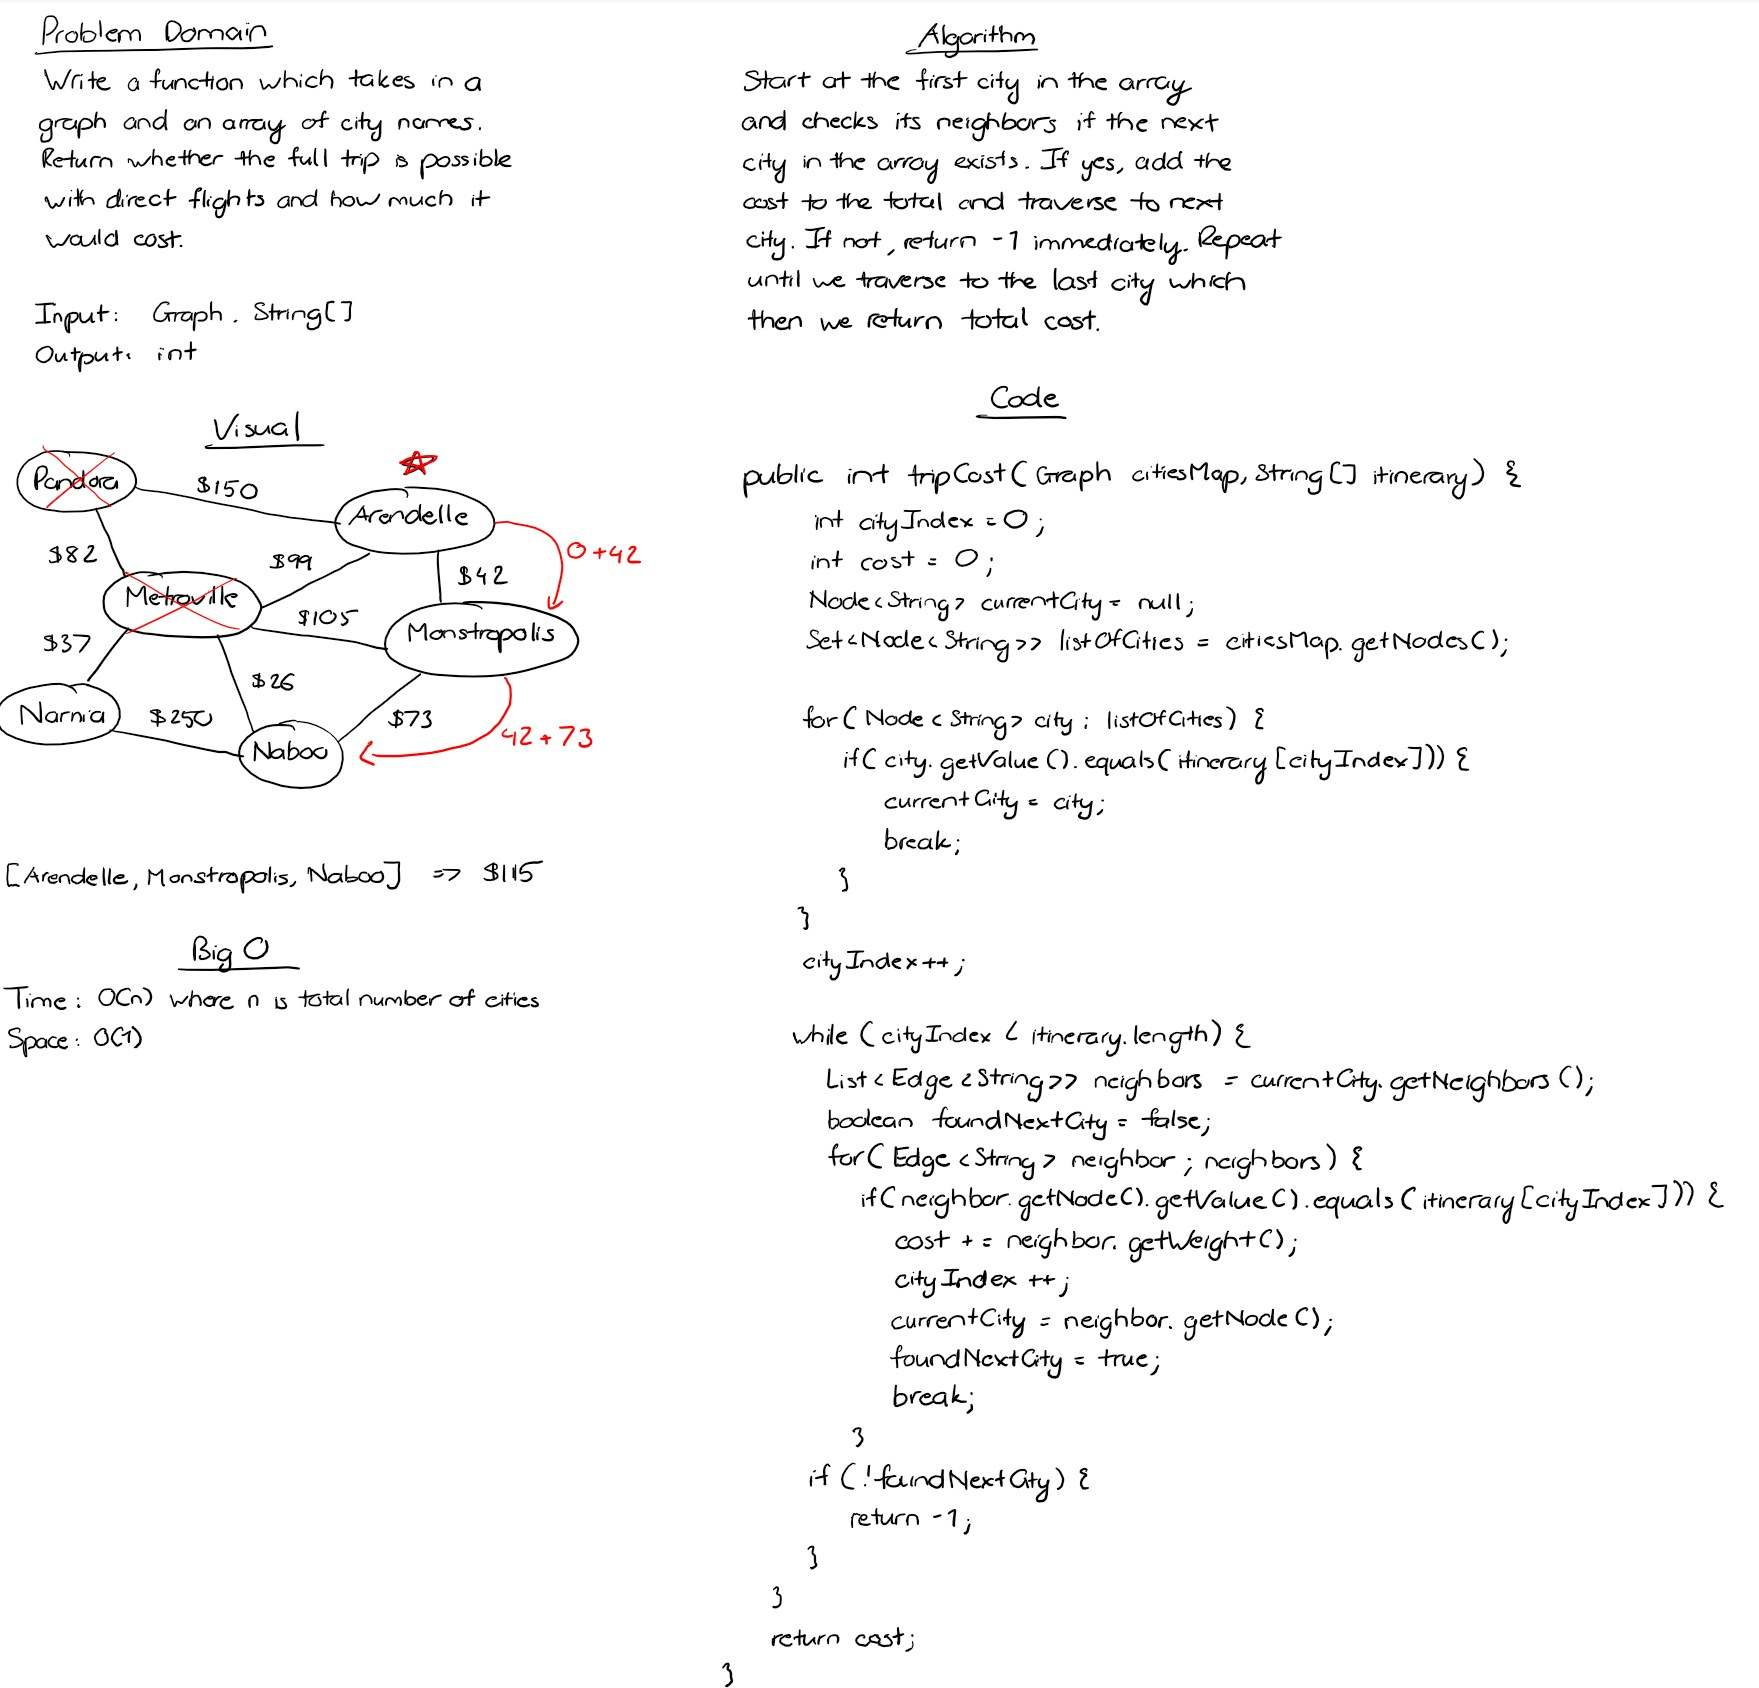 Problem Domain
Write a function which takes in a
graph and an array of city names.
Return whether the full trip is possible
with direct flights and how much it
would cost.
Input: Graph, String[]
Output: int
Visual
Pandora
$150
Arendelle
$82
$99
0+42
$42
Metroville
$105
Monstropolis
$37
$26
Narnia
$250
$73
42+73
Naboo
[Arendelle, Monstropolis, Naboo] => $115
Big O
Time: O(n) where n is total number of cities
Space: O(1)
Algorithm
Start at the first city in the array
and checks its neighbors if the next
city in the array exists. If yes, add the
cost to the total and traverse to next
city. If not, return -1 immediately. Repeat
until we traverse to the last city which
then we return total cost.
Code
public int tripCost(Graph citiesMap, String[] itinerary) {
int cityIndex = 0;
int cost = 0;
Node<String> currentCity = null;
Set<Node<String>> listOfCities = citiesMap.getNodes();
for(Node<String> city : listOfCities) {
if(city.getValue().equals(itinerary[cityIndex])) {
currentCity = city;
break;
}
}
cityIndex++;
while (cityIndex < itinerary.length) {
List<Edge<String>> neighbors = currentCity.getNeighbors();
boolean foundNextCity = false;
for(Edge<String> neighbor ; neighbors) {
if(neighbor.getNode().getValue().equals(itinerary[cityIndex])) {
cost += neighbor.getWeight();
cityIndex++;
currentCity = neighbor.getNode();
foundNextCity = true;
break;
}
if (!foundNextCity) {
return -1;
}
}
return cost;
}